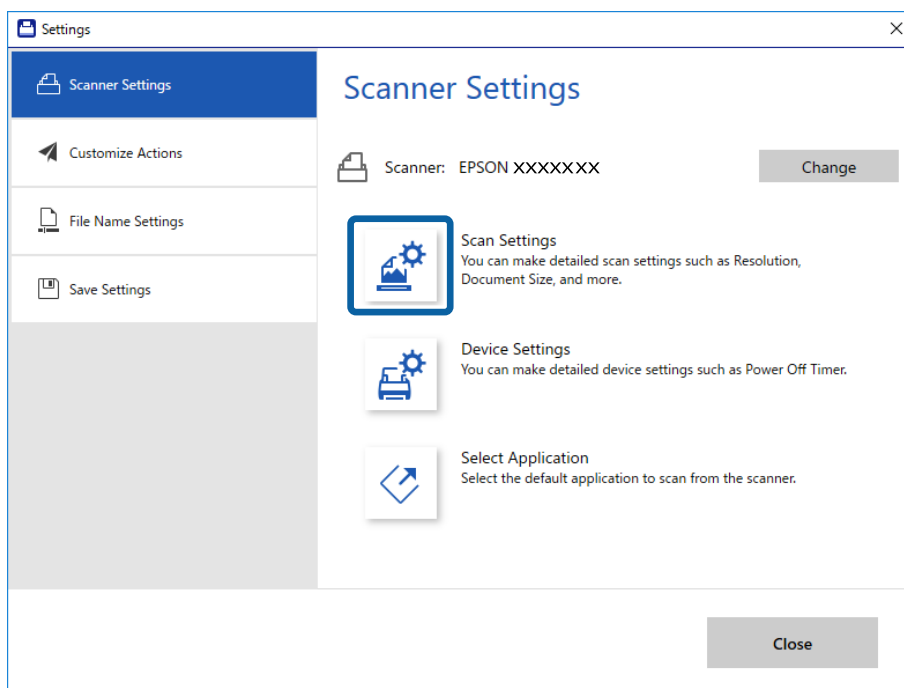 Settings
Scanner Settings
Customize Actions
File Name Settings
Save Settings
Scanner Settings
Scanner: EPSON XXXXXXX
Change
Scan Settings
You can make detailed scan settings such as Resolution,
Document Size, and more.
Device Settings
You can make detailed device settings such as Power Off Timer.
Select Application
Select the default application to scan from the scanner.
Close